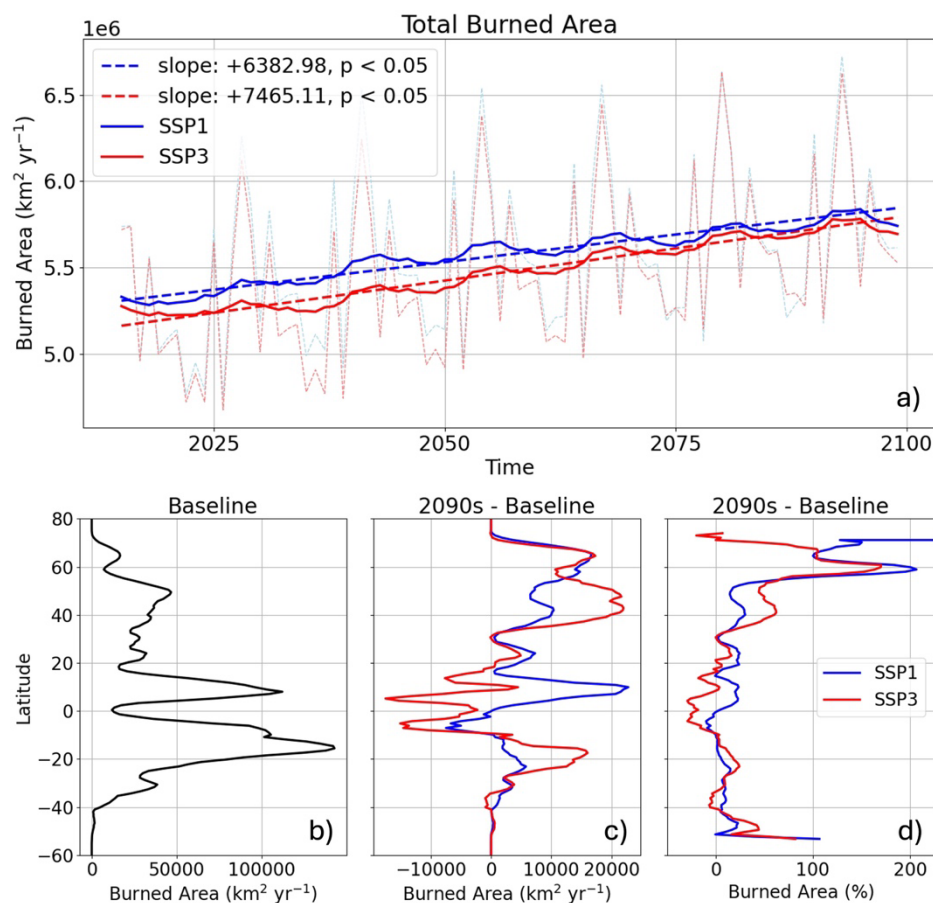 Total Burned Area
1e6
slope: +6382.98, p < 0.05
slope: +7465.11, p < 0.05
SSP1
SSP3
6.5
6.0
5.5
5.0
Burned Area (km² yr⁻¹)
a)
2025
2050
2075
2100
Time
Baseline
2090s - Baseline
2090s - Baseline
80
60
40
20
0
−20
−40
−60
Latitude
b)
c)
d)
SSP1
SSP3
0
50000
100000
−10000
0
10000
20000
0
100
200
Burned Area (km² yr⁻¹)
Burned Area (km² yr⁻¹)
Burned Area (%)